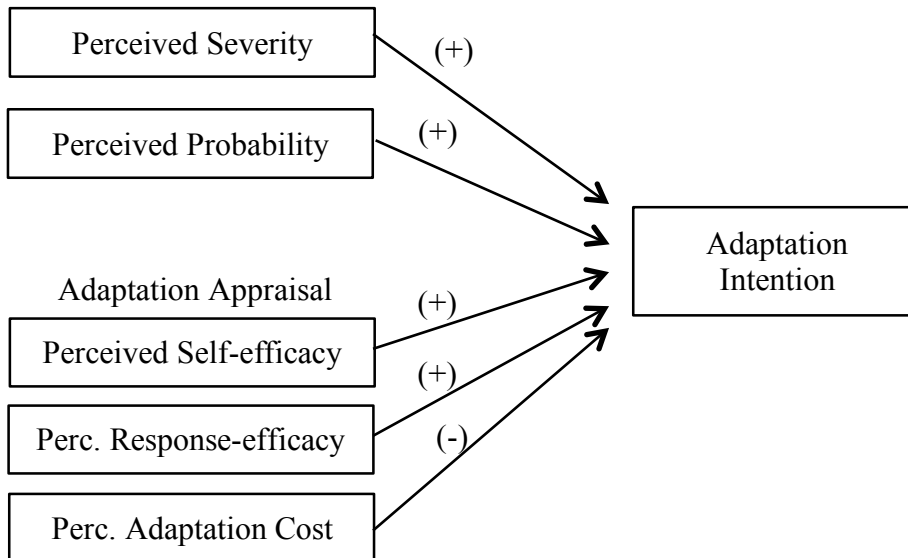 Perceived Severity
(+)
Perceived Probability
(+)
Adaptation
Intention
Adaptation Appraisal
(+)
Perceived Self-efficacy
(+)
Perc. Response-efficacy
(-)
Perc. Adaptation Cost